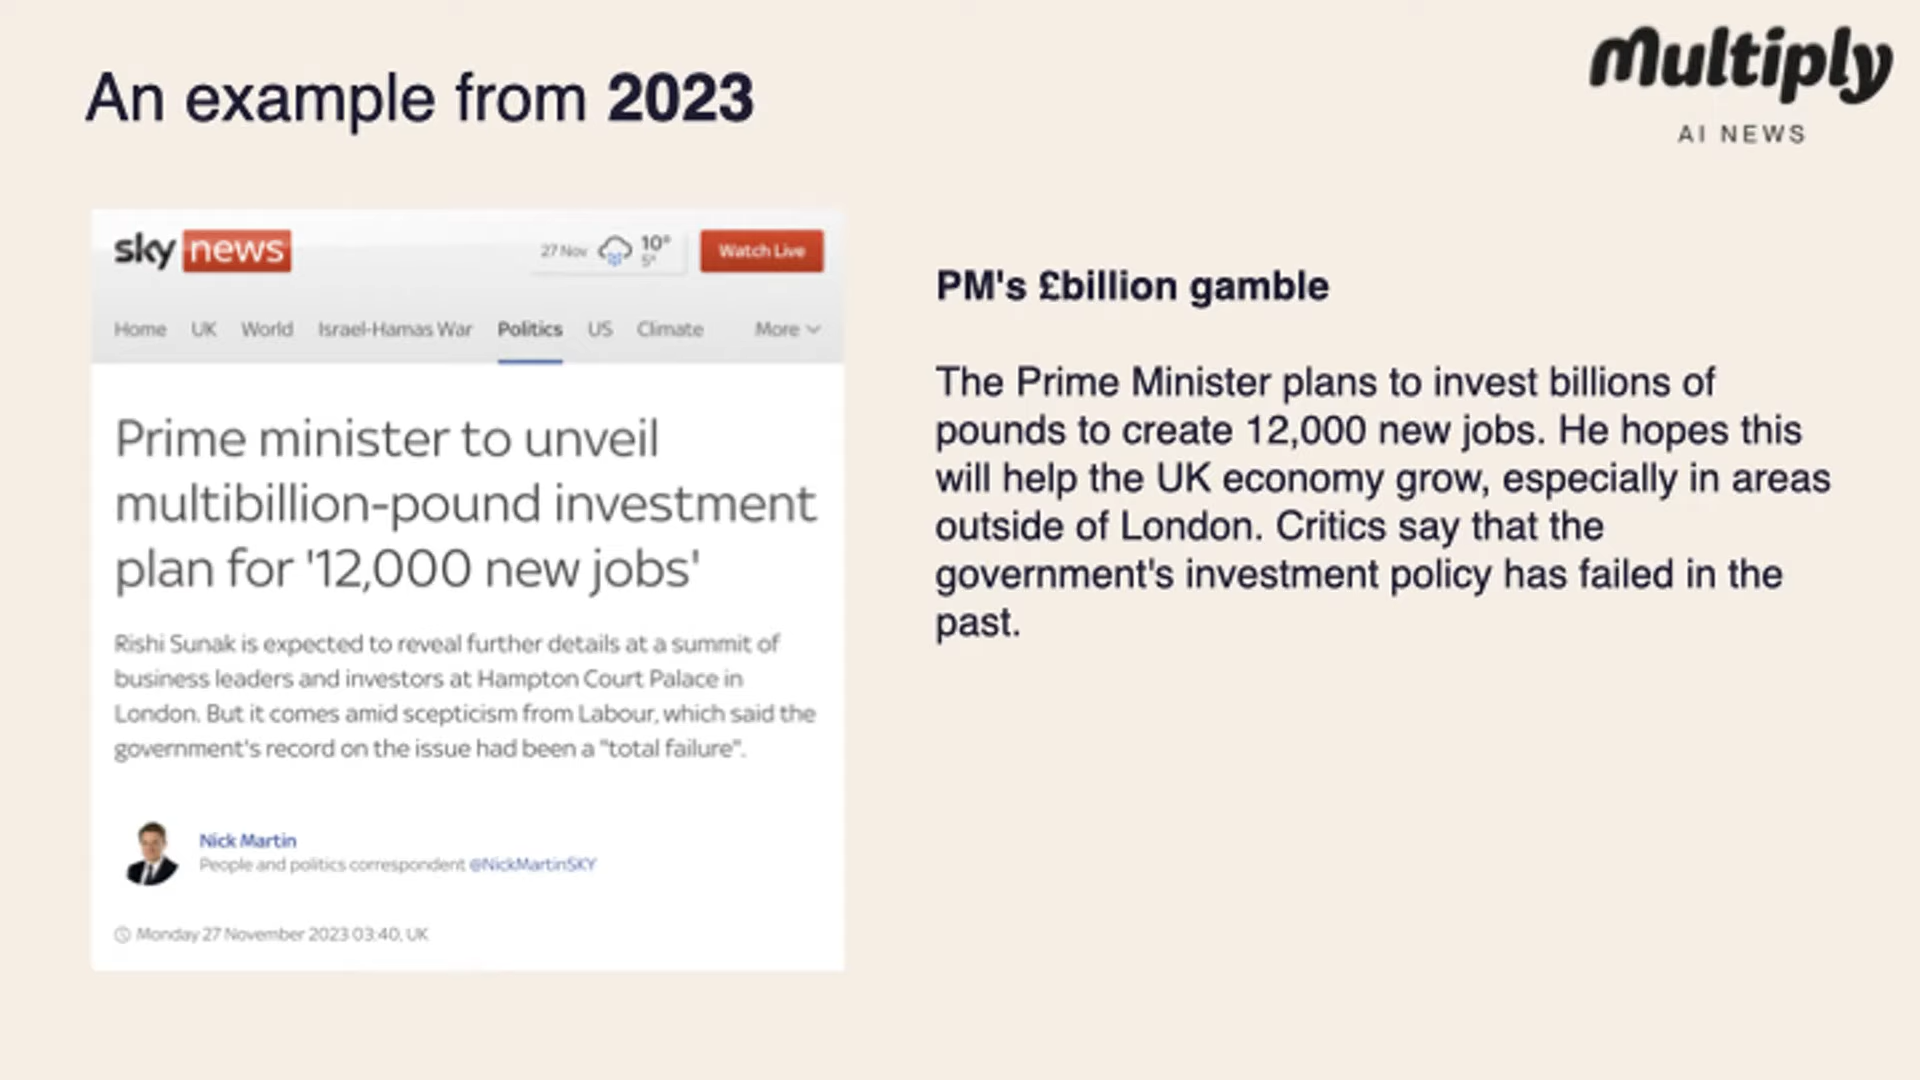 An example from 2023
Multiply
AI NEWS
sky news
27 Nov 10° 5°
Watch Live
Home UK World Israel-Hamas War Politics US Climate More
Prime minister to unveil
multibillion-pound investment
plan for '12,000 new jobs'
Rishi Sunak is expected to reveal further details at a summit of
business leaders and investors at Hampton Court Palace in
London. But it comes amid scepticism from Labour, which said the
government's record on the issue had been a "total failure".
Nick Martin
People and politics correspondent @NickMartinSKY
Monday 27 November 2023 03:40, UK
PM's £billion gamble
The Prime Minister plans to invest billions of
pounds to create 12,000 new jobs. He hopes this
will help the UK economy grow, especially in areas
outside of London. Critics say that the
government's investment policy has failed in the
past.